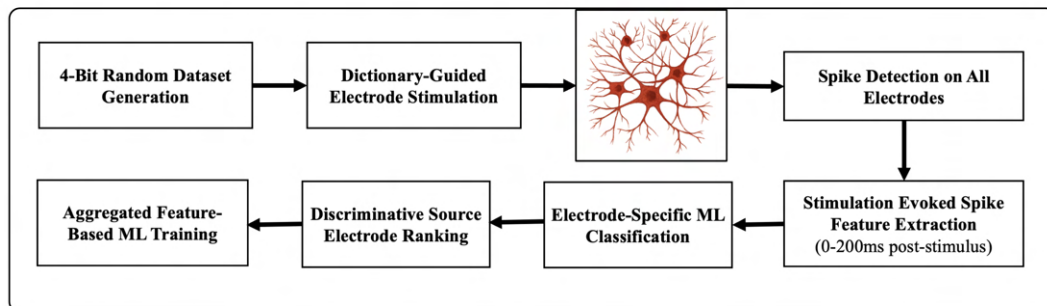 4-Bit Random Dataset
Generation
Dictionary-Guided
Electrode Stimulation
Spike Detection on All
Electrodes
Stimulation Evoked Spike
Feature Extraction
(0-200ms post-stimulus)
Electrode-Specific ML
Classification
Discriminative Source
Electrode Ranking
Aggregated Feature-
Based ML Training